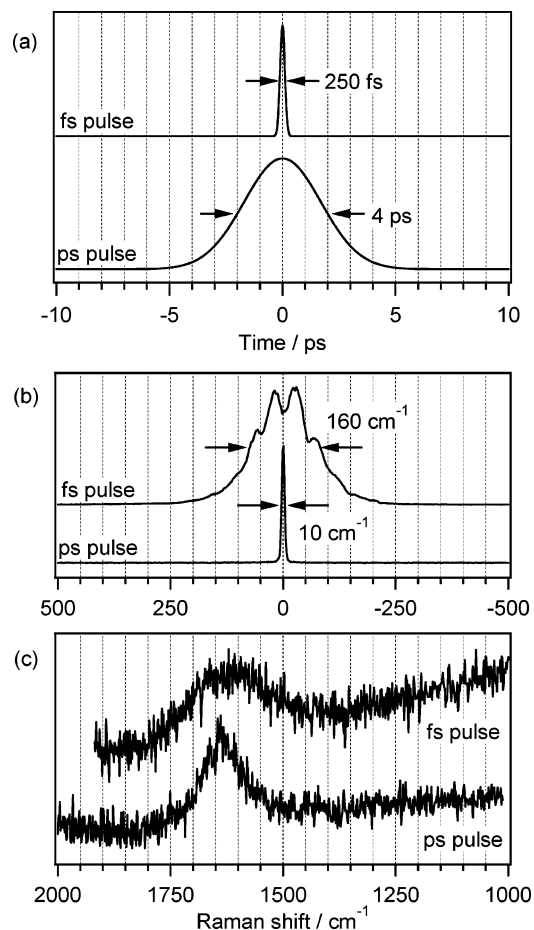 (a)
250 fs
fs pulse
4 ps
ps pulse
-10 -5 0 5 10
Time / ps
(b)
160 cm⁻¹
fs pulse
10 cm⁻¹
ps pulse
500 250 0 -250 -500
(c)
fs pulse
ps pulse
2000 1750 1500 1250 1000
Raman shift / cm⁻¹